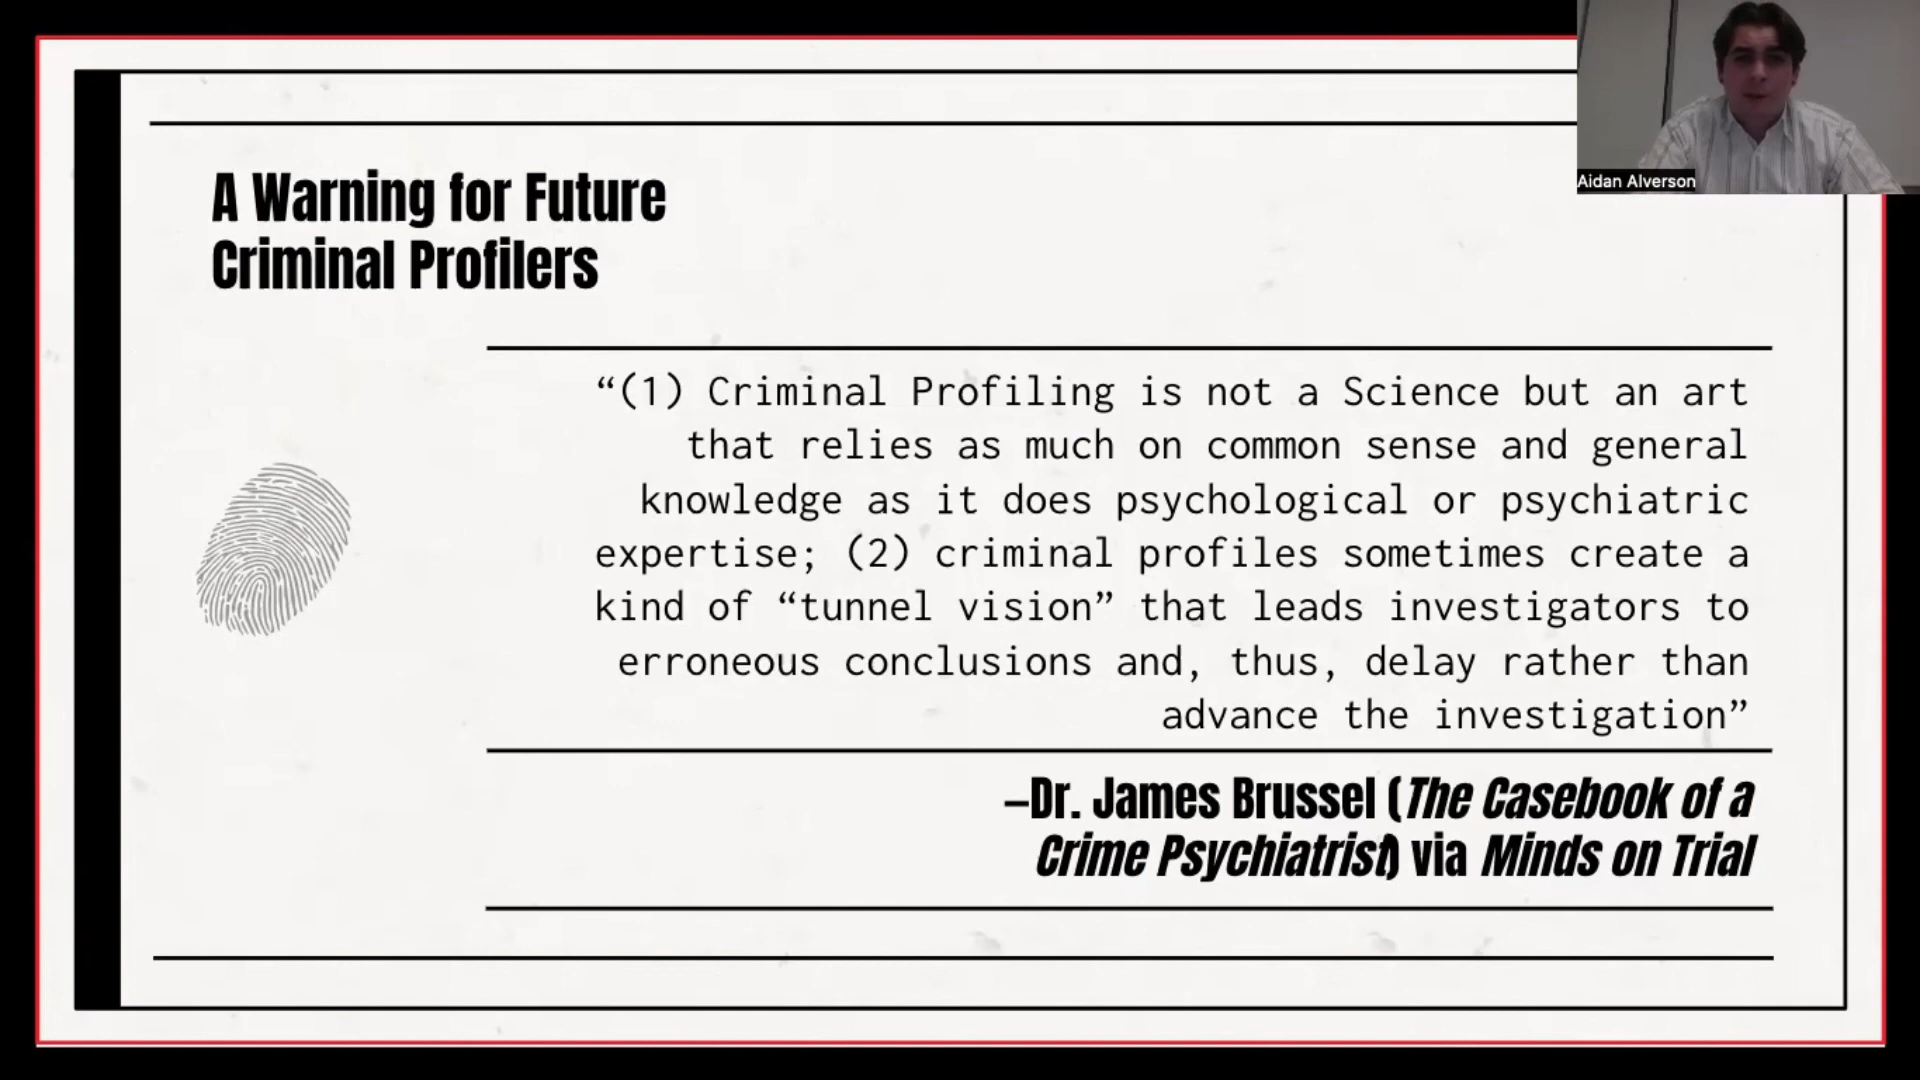 Aidan Alverson
A Warning for Future
Criminal Profilers
“(1) Criminal Profiling is not a Science but an art
that relies as much on common sense and general
knowledge as it does psychological or psychiatric
expertise; (2) criminal profiles sometimes create a
kind of “tunnel vision” that leads investigators to
erroneous conclusions and, thus, delay rather than
advance the investigation”
–Dr. James Brussel (The Casebook of a
Crime Psychiatrist) via Minds on Trial